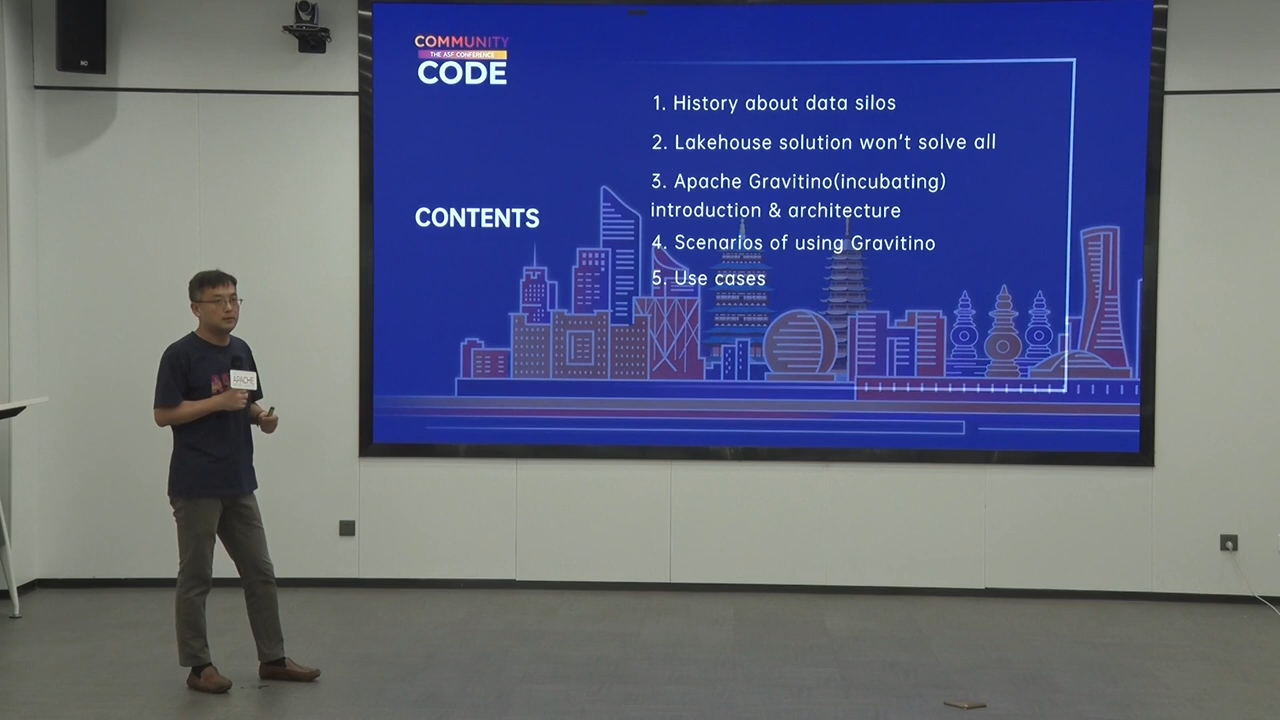 COMMUNITY
THE ASF CONFERENCE
CODE
CONTENTS
1. History about data silos
2. Lakehouse solution won't solve all
3. Apache Gravitino(incubating)
introduction & architecture
4. Scenarios of using Gravitino
5. Use cases
APACHE